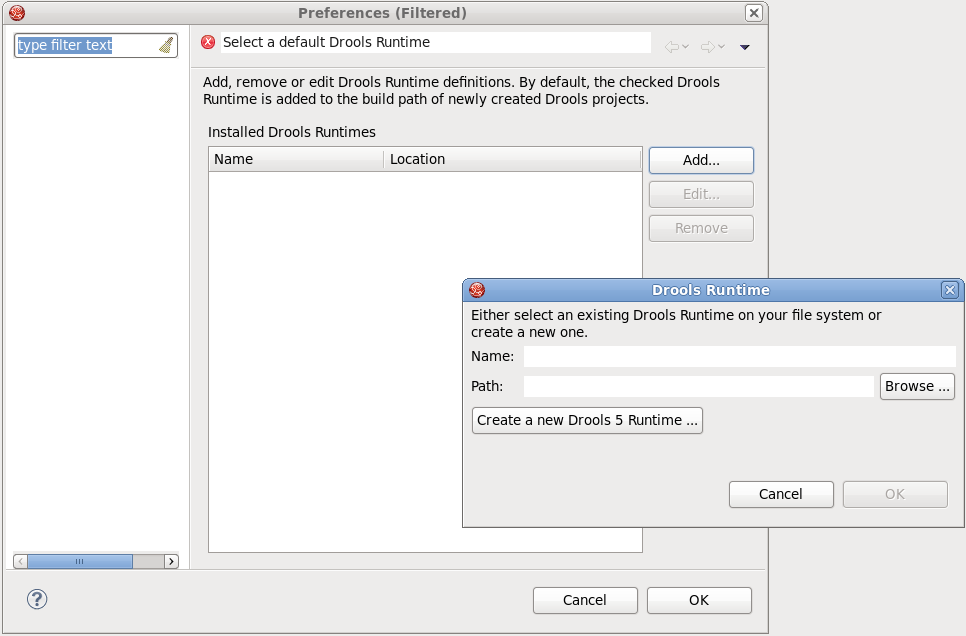 Preferences (Filtered)
type filter text
Select a default Drools Runtime
Add, remove or edit Drools Runtime definitions. By default, the checked Drools
Runtime is added to the build path of newly created Drools projects.
Installed Drools Runtimes
Name Location
Add...
Edit...
Remove
Drools Runtime
Either select an existing Drools Runtime on your file system or
create a new one.
Name:
Path: Browse ...
Create a new Drools 5 Runtime ...
Cancel OK
? Cancel OK